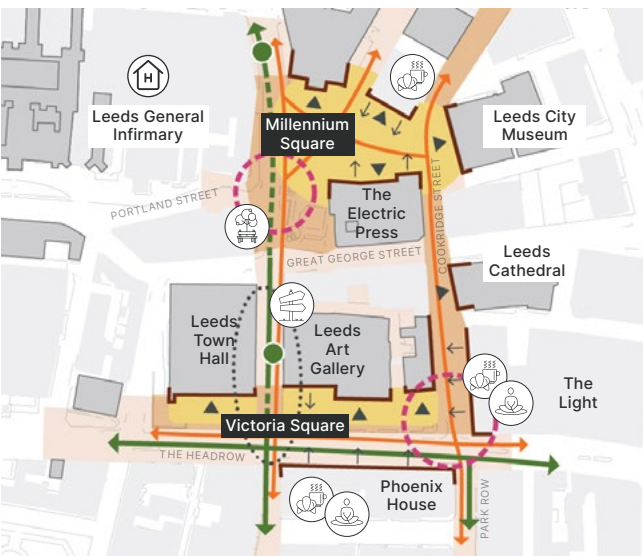 H
Leeds General
Infirmary
Leeds City
Museum
Millennium
Square
PORTLAND STREET
The
Electric
Press
COOKRIDGE STREET
GREAT GEORGE STREET
Leeds
Cathedral
Leeds
Town
Hall
Leeds
Art
Gallery
The
Light
Victoria Square
THE HEADROW
Phoenix
House
PARK ROW